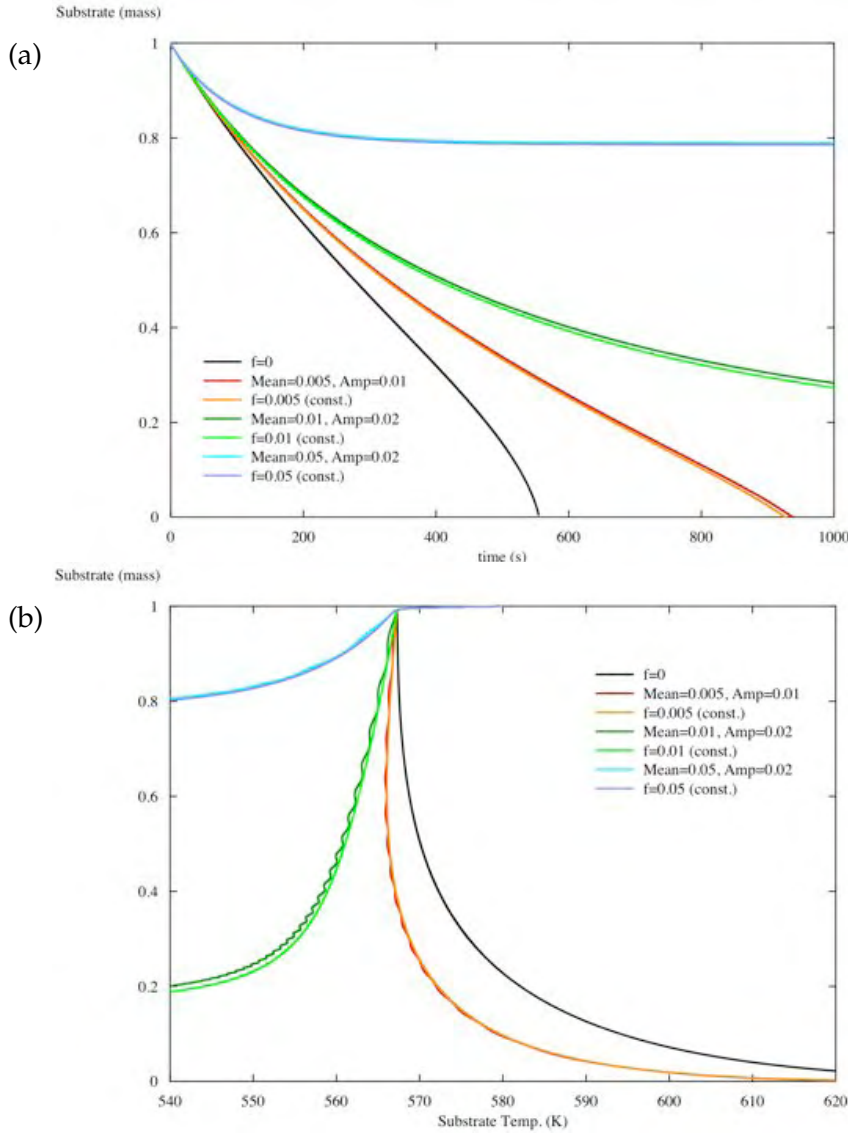 Substrate (mass)
(a)
1
0.8
0.6
0.4
0.2
0
f=0
Mean=0.005, Amp=0.01
f=0.005 (const.)
Mean=0.01, Amp=0.02
f=0.01 (const.)
Mean=0.05, Amp=0.02
f=0.05 (const.)
0 200 400 600 800 1000
time (s)
Substrate (mass)
(b)
1
0.8
0.6
0.4
0.2
0
f=0
Mean=0.005, Amp=0.01
f=0.005 (const.)
Mean=0.01, Amp=0.02
f=0.01 (const.)
Mean=0.05, Amp=0.02
f=0.05 (const.)
540 550 560 570 580 590 600 610 620
Substrate Temp. (K)